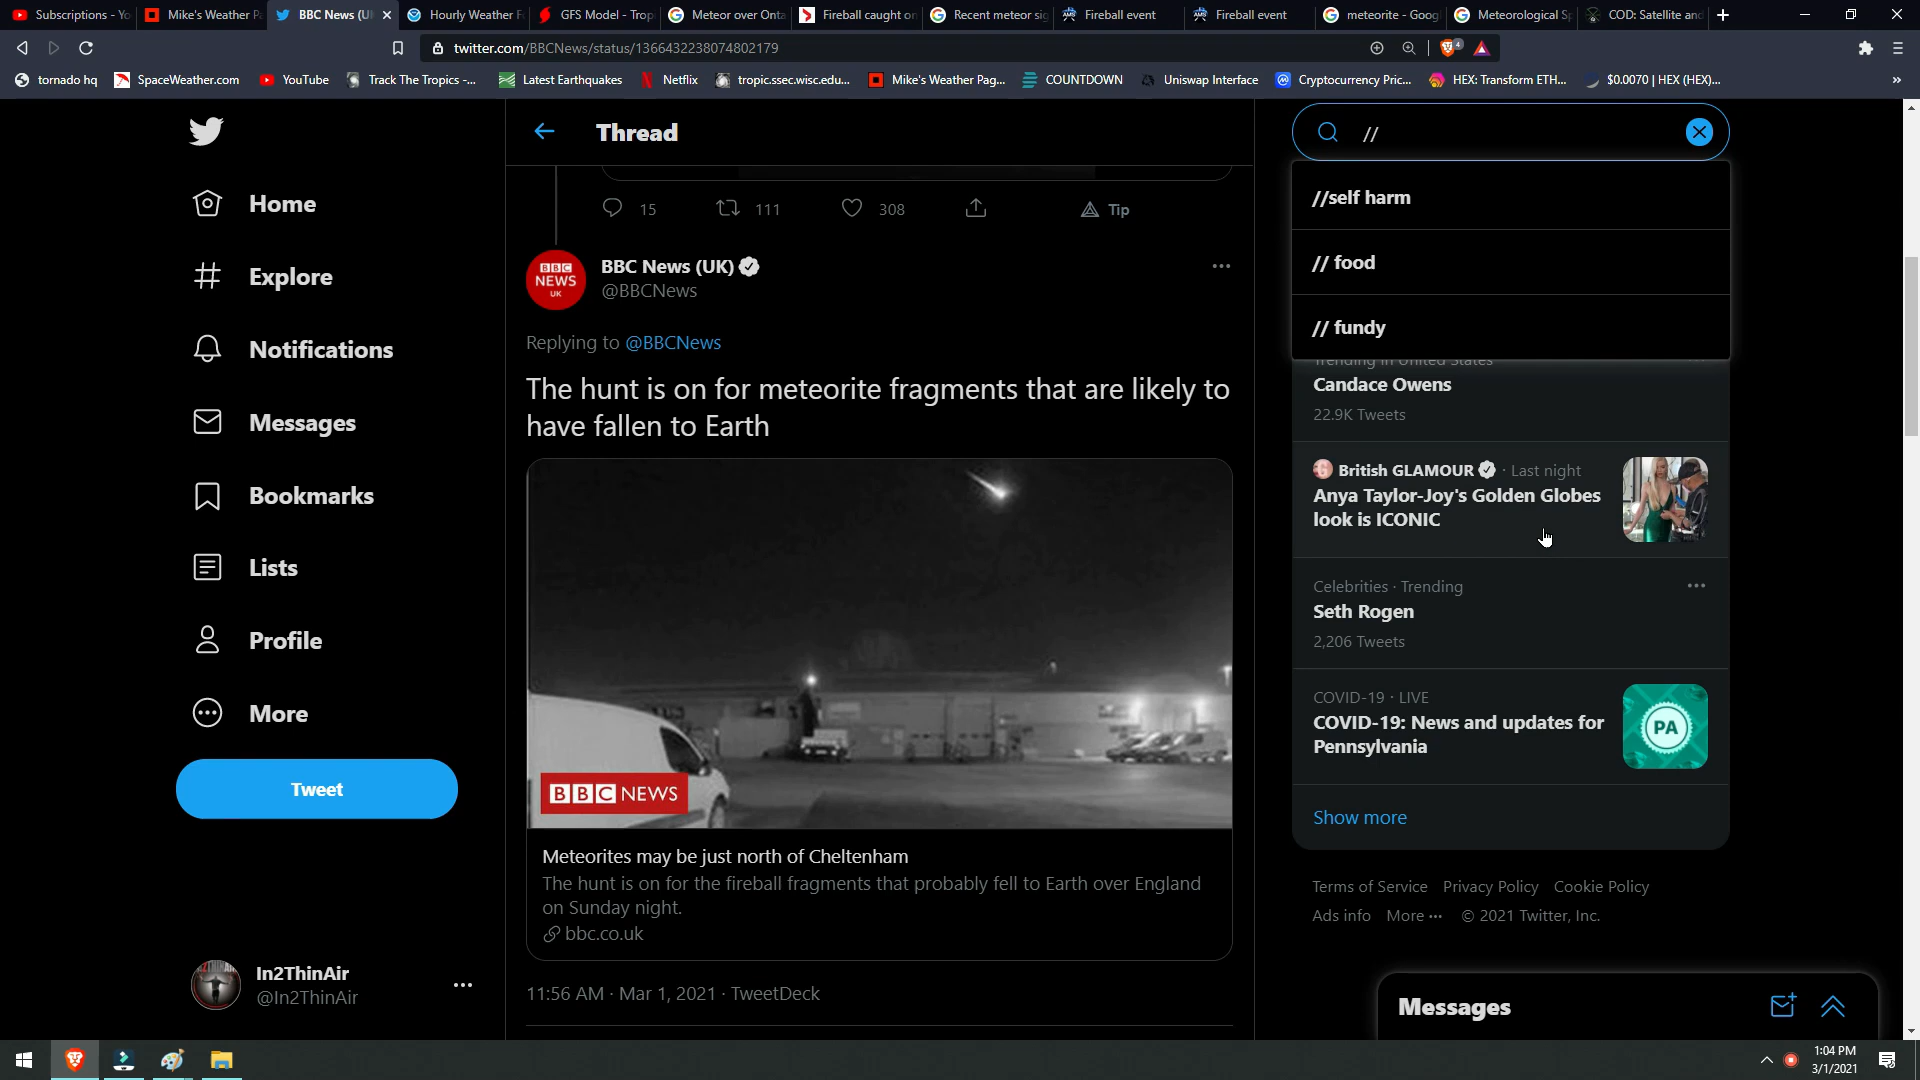 Subscriptions - Yo
Mike's Weather P
BBC News (U
Hourly Weather F
GFS Model – Trop
Meteor over Onta
Fireball caught on
Recent meteor sig
Fireball event
Fireball event
meteorite - Goog
Meteorological S
COD: Satellite and
twitter.com/BBCNews/status/1366432238074802179
4
tornado hq
SpaceWeather.com
YouTube
Track The Tropics -...
Latest Earthquakes
Netflix
tropic.ssec.wisc.edu...
Mike's Weather Pag...
COUNTDOWN
Uniswap Interface
Cryptocurrency Pric...
HEX: Transform ETH...
$0.0070 | HEX (HEX)...
»
Home
Explore
Notifications
Messages
Bookmarks
Lists
Profile
More
Tweet
In2ThinAir
@In2ThinAir
Thread
15
111
308
Tip
BBC NEWS UK
BBC News (UK)
@BBCNews
Replying to @BBCNews
The hunt is on for meteorite fragments that are likely to
have fallen to Earth
BBC NEWS
Meteorites may be just north of Cheltenham
The hunt is on for the fireball fragments that probably fell to Earth over England
on Sunday night.
bbc.co.uk
11:56 AM · Mar 1, 2021 · TweetDeck
//
//self harm
// food
// fundy
Trending in United States
Candace Owens
22.9K Tweets
British GLAMOUR · Last night
Anya Taylor-Joy's Golden Globes
look is ICONIC
Celebrities · Trending
Seth Rogen
2,206 Tweets
COVID-19 · LIVE
COVID-19: News and updates for
Pennsylvania
PA
Show more
Terms of Service Privacy Policy Cookie Policy
Ads info More ··· © 2021 Twitter, Inc.
Messages
1:04 PM
3/1/2021